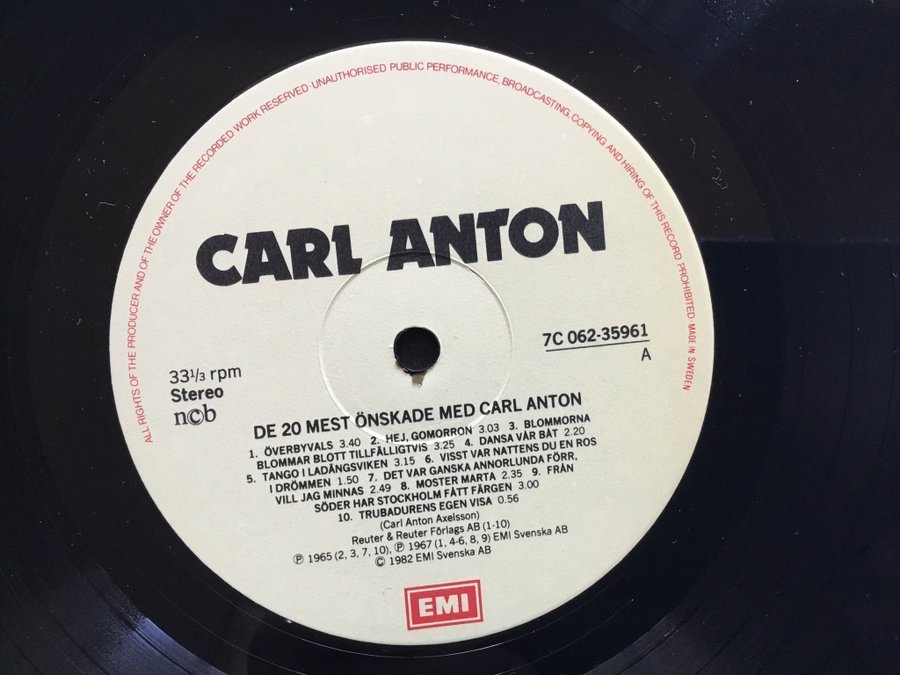 ALL RIGHTS OF THE PRODUCER AND OF THE OWNER OF THE RECORDED WORK RESERVED · UNAUTHORISED PUBLIC PERFORMANCE, BROADCASTING, COPYING AND HIRING OF THIS RECORD PROHIBITED · MADE IN SWEDEN
CARL ANTON
7C 062-35961
A
33 1/3 rpm
Stereo
n©b
DE 20 MEST ÖNSKADE MED CARL ANTON
1. ÖVERBYVALS 3.40 2. HEJ, GOMORRON 3.03 3. BLOMMORNA
BLOMMAR BLOTT TILLFÄLLIGTVIS 3.25 4. DANSA VÅR BÅT 2.20
5. TANGO I LADÄNGSVIKEN 3.15 6. VISST VAR NATTENS DU EN ROS
I DRÖMMEN 1.50 7. DET VAR GANSKA ANNORLUNDA FÖRR,
VILL JAG MINNAS 2.49 8. MOSTER MARTA 2.35 9. FRÅN
SÖDER HAR STOCKHOLM FÅTT FÄRGEN 3.00
10. TRUBADURENS EGEN VISA 0.56
(Carl Anton Axelsson)
Reuter & Reuter Förlags AB (1-10)
℗ 1965 (2, 3, 7, 10), ℗ 1967 (1, 4-6, 8, 9) EMI Svenska AB
© 1982 EMI Svenska AB
EMI